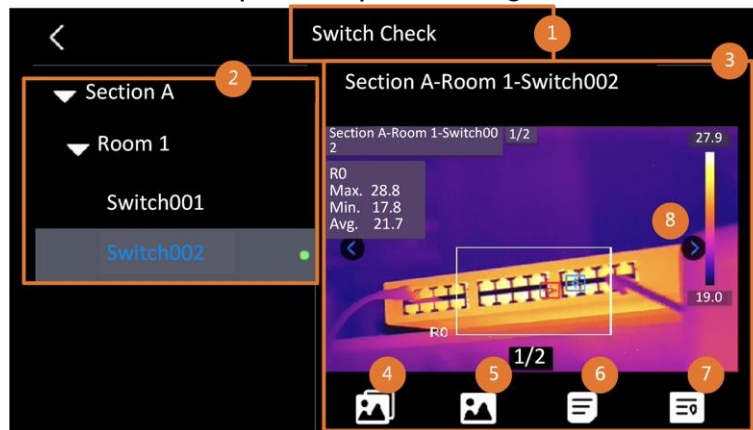 Switch Check
1
2
3
Section A
Room 1
Switch001
Switch002
Section A-Room 1-Switch002
Section A-Room 1-Switch00
2
1/2
27.9
R0
Max. 28.8
Min. 17.8
Avg. 21.7
8
19.0
R0
1/2
4
5
6
7